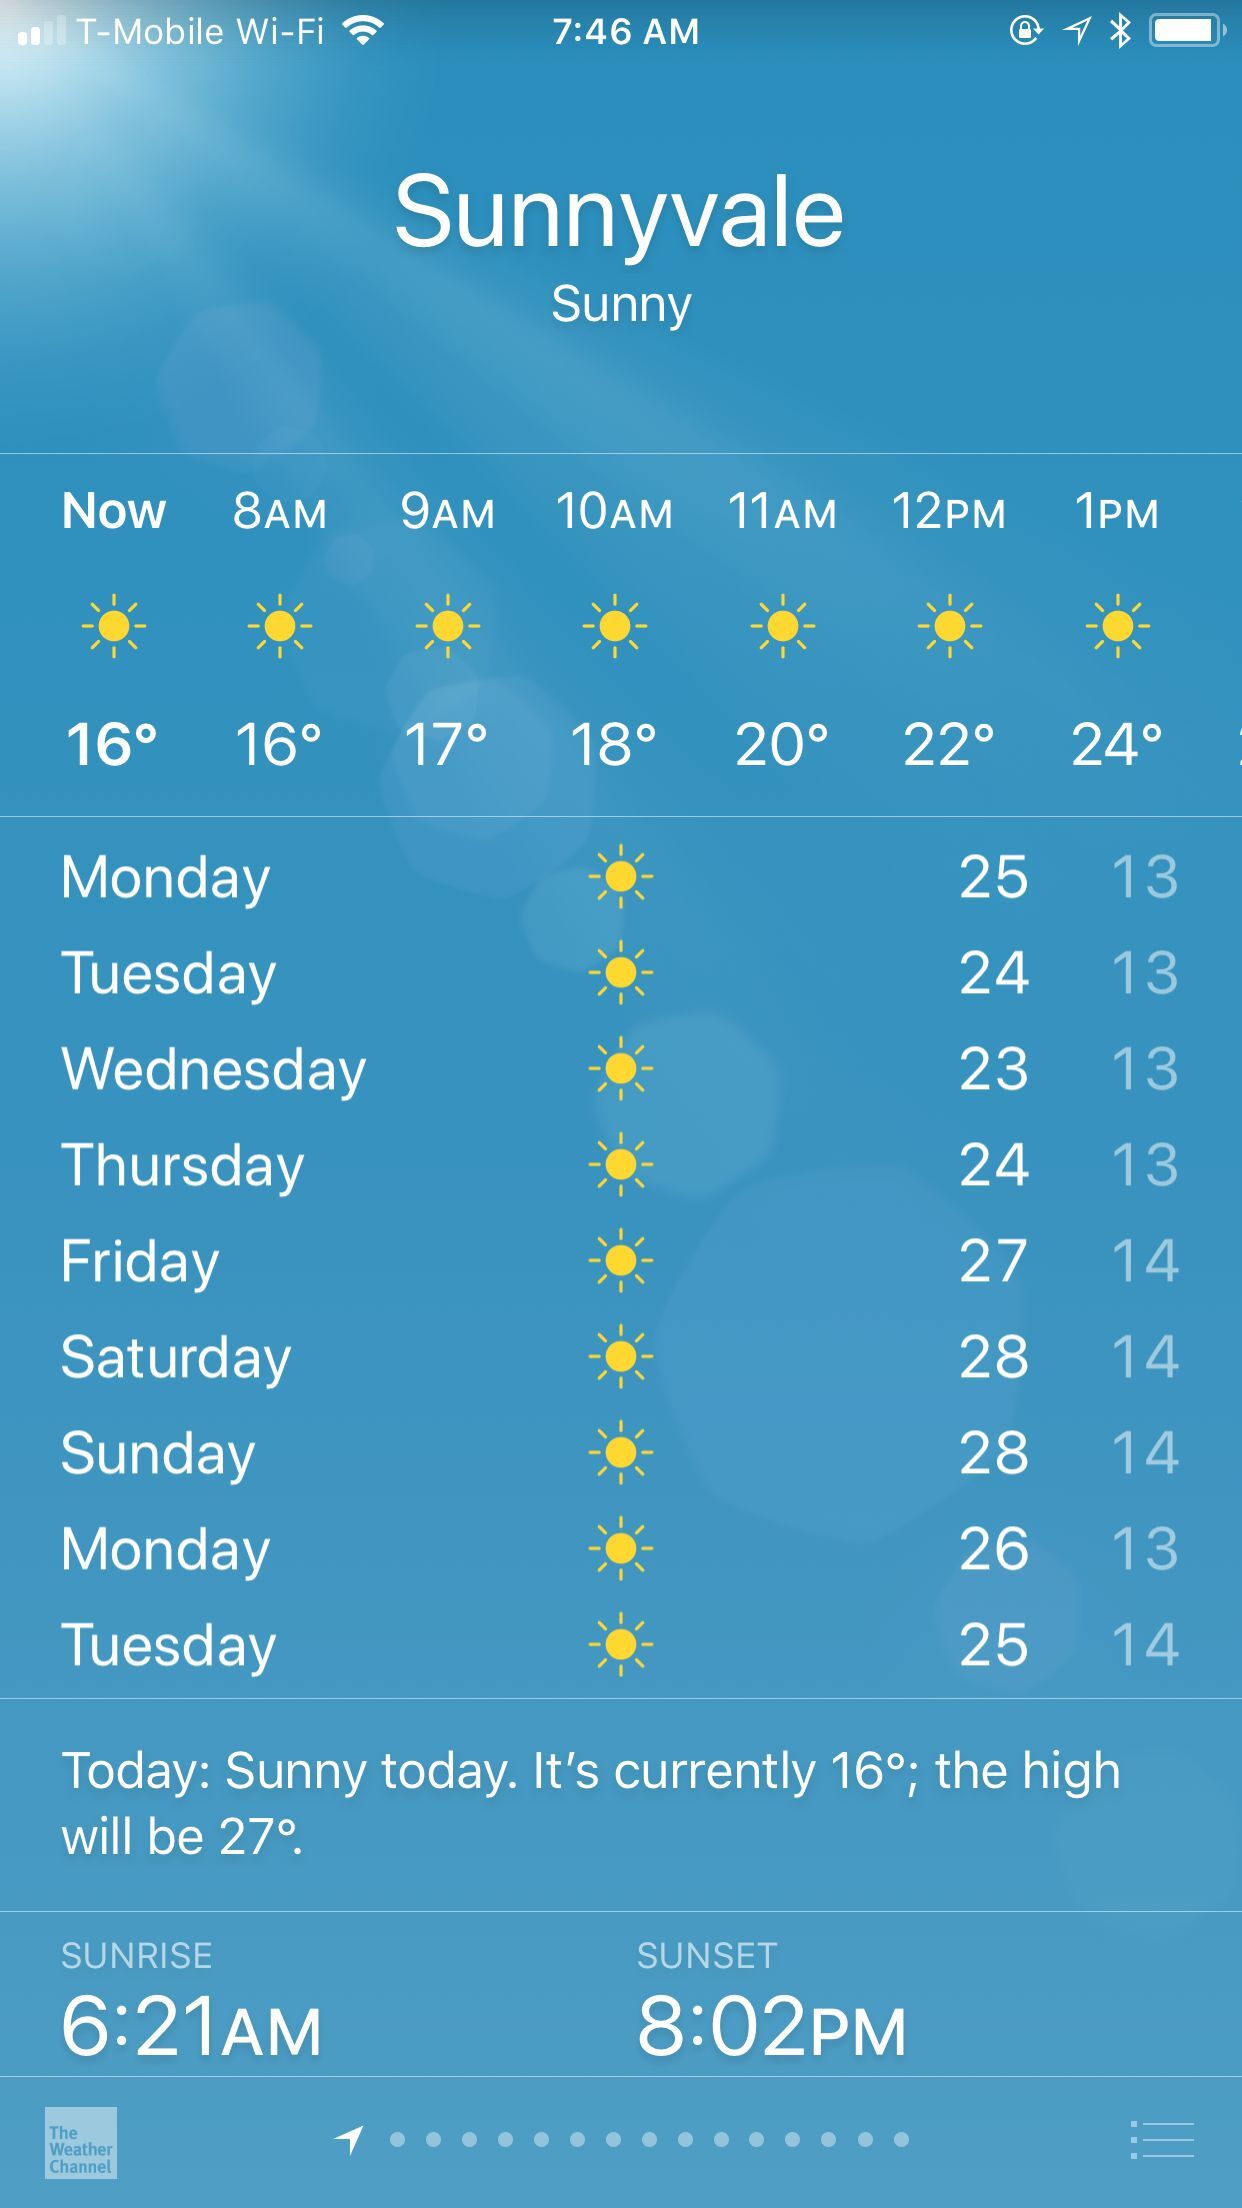 T-Mobile Wi-Fi 7:46 AM
Sunnyvale
Sunny
Now 8AM 9AM 10AM 11AM 12PM 1PM
16° 16° 17° 18° 20° 22° 24°
Monday 25 13
Tuesday 24 13
Wednesday 23 13
Thursday 24 13
Friday 27 14
Saturday 28 14
Sunday 28 14
Monday 26 13
Tuesday 25 14
Today: Sunny today. It’s currently 16°; the high
will be 27°.
SUNRISE SUNSET
6:21AM 8:02PM
The
Weather
Channel